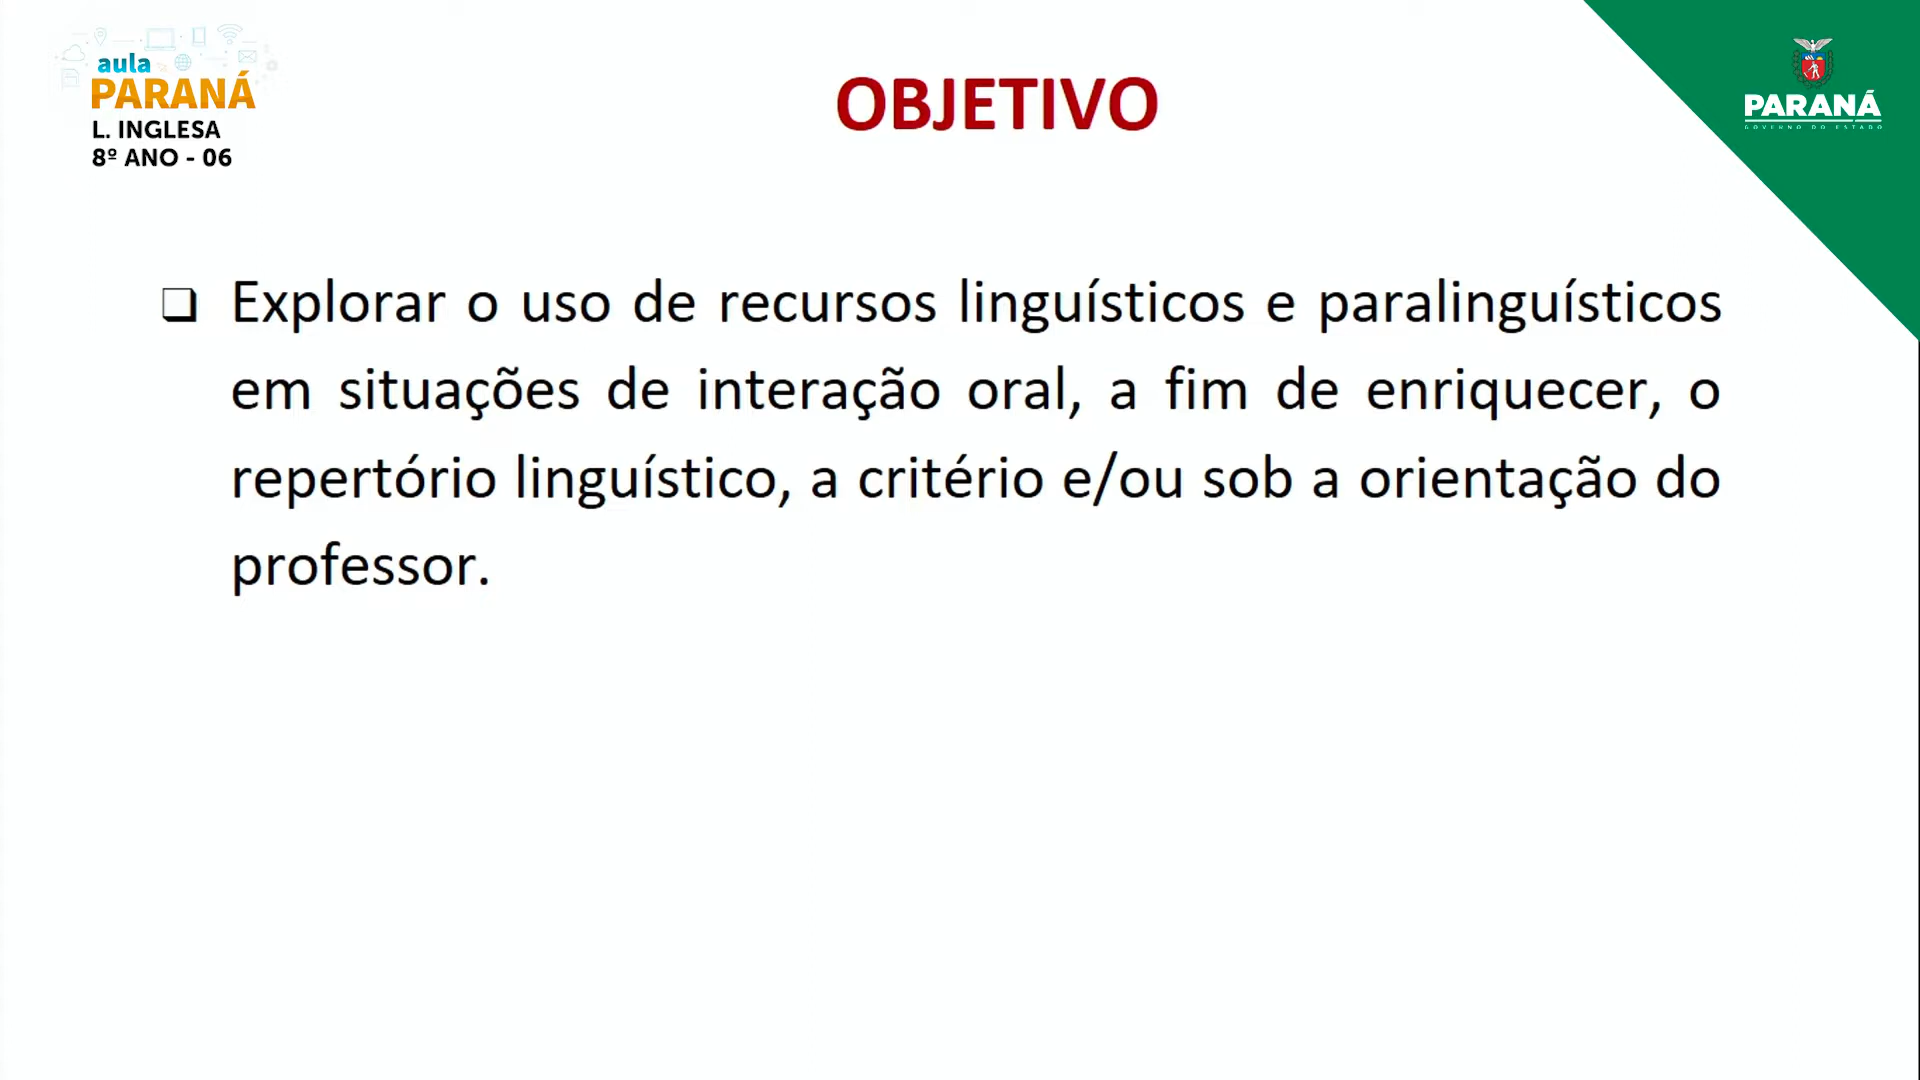 aula
PARANÁ
L. INGLESA
8º ANO - 06
OBJETIVO
PARANÁ
GOVERNO DO ESTADO
❑ Explorar o uso de recursos linguísticos e paralinguísticos
em situações de interação oral, a fim de enriquecer, o
repertório linguístico, a critério e/ou sob a orientação do
professor.